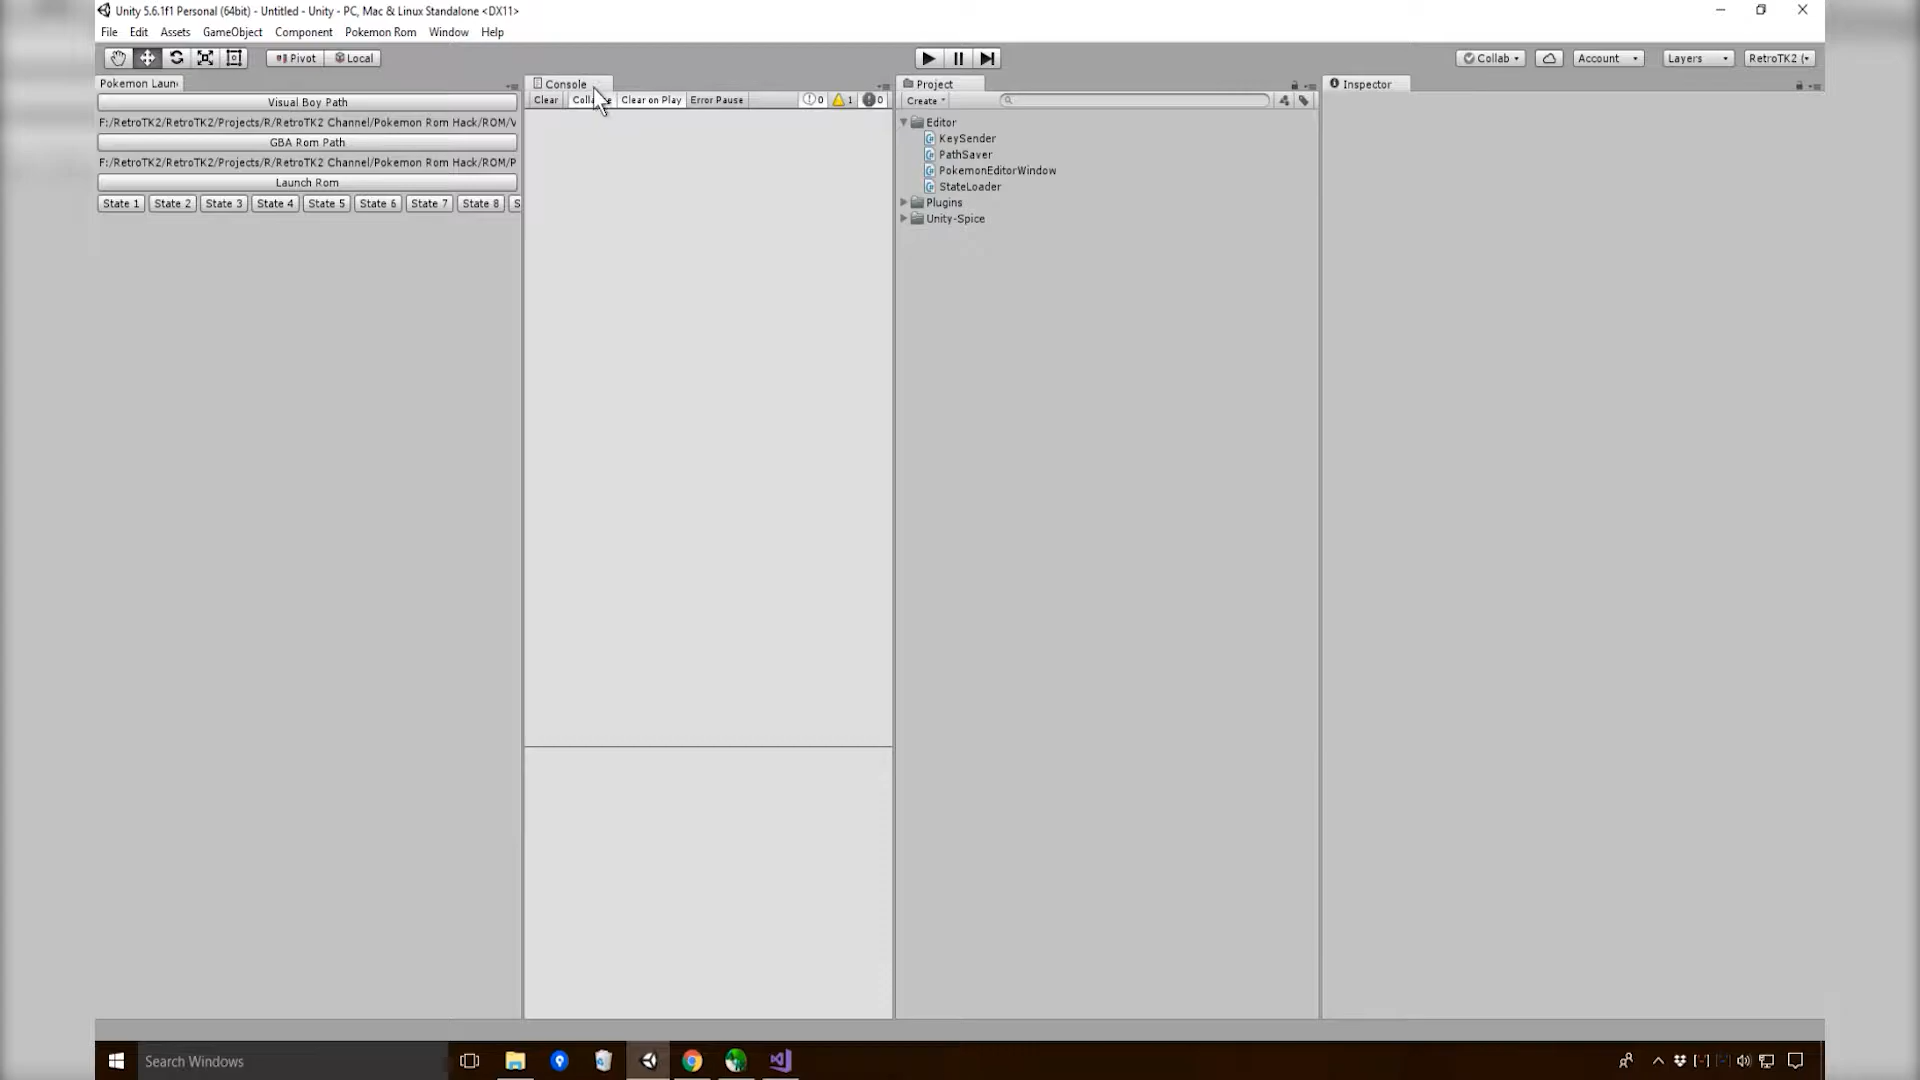 Unity 5.6.1f1 Personal (64bit) - Untitled - Unity - PC, Mac & Linux Standalone <DX11>
File Edit Assets GameObject Component Pokemon Rom Window Help
Pivot Local Collab Account Layers RetroTK2 (
Pokemon Laun
Visual Boy Path
F:/RetroTK2/RetroTK2/Projects/R/RetroTK2 Channel/Pokemon Rom Hack/ROM/V
GBA Rom Path
F:/RetroTK2/RetroTK2/Projects/R/RetroTK2 Channel/Pokemon Rom Hack/ROM/P
Launch Rom
State 1 State 2 State 3 State 4 State 5 State 6 State 7 State 8 S
Console
Clear Clear on Play Error Pause 0 1 0
Project
Create
Editor
KeySender
PathSaver
PokemonEditorWindow
StateLoader
Plugins
Unity-Spice
Inspector
Search Windows